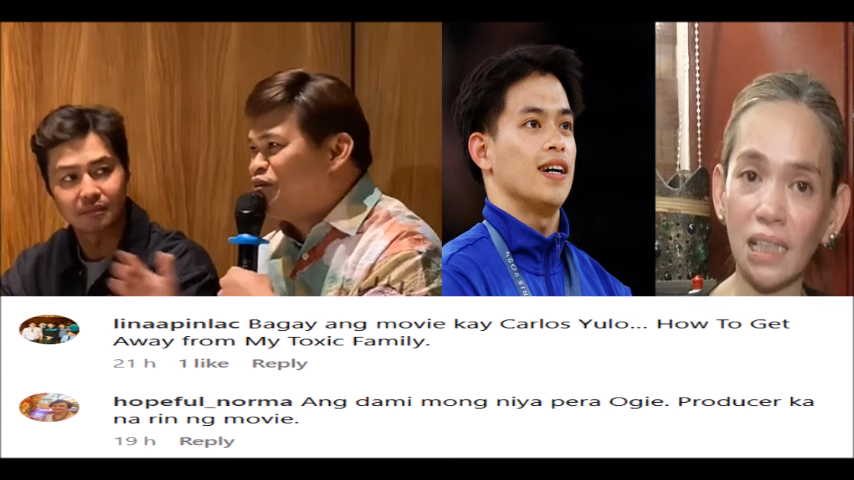 linaapinlac Bagay ang movie kay Carlos Yulo... How To Get
Away from My Toxic Family.
21 h 1 like Reply
hopeful_norma Ang dami mong niya pera Ogie. Producer ka
na rin ng movie.
19 h Reply